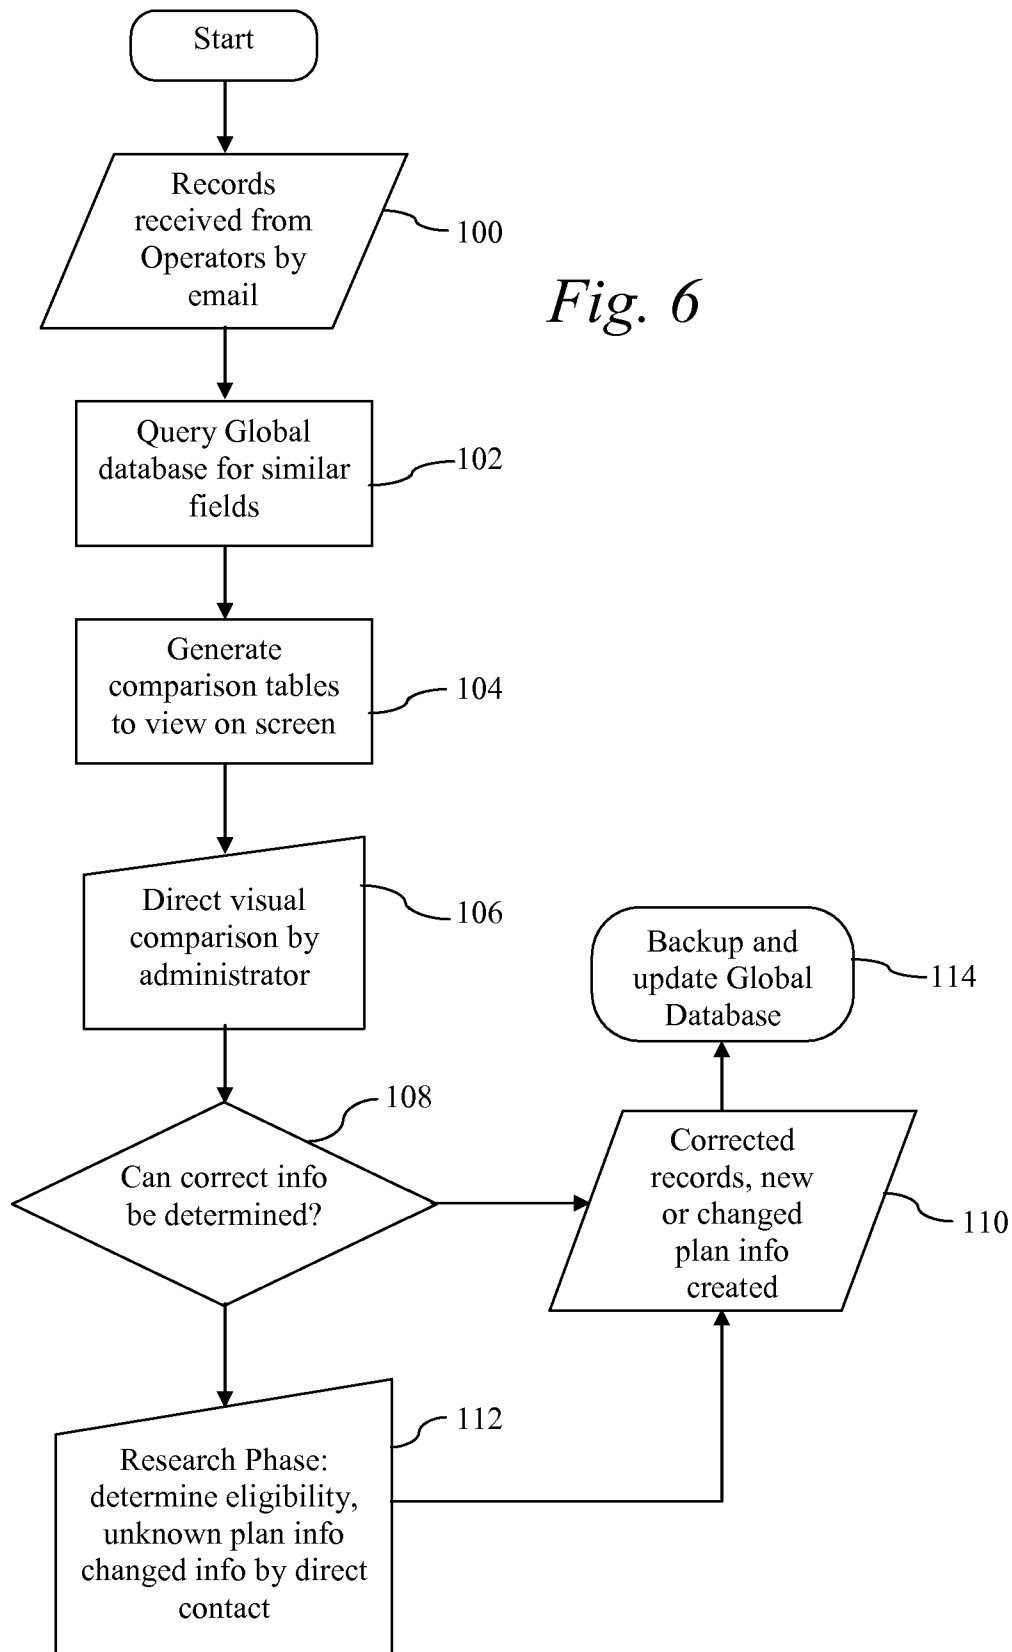 Start
Records
received from
Operators by
email
100
Fig. 6
Query Global
database for similar
fields
102
Generate
comparison tables
to view on screen
104
Direct visual
comparison by
administrator
106
Backup and
update Global
Database
114
108
Can correct info
be determined?
Corrected
records, new
or changed
plan info
created
110
112
Research Phase:
determine eligibility,
unknown plan info
changed info by direct
contact